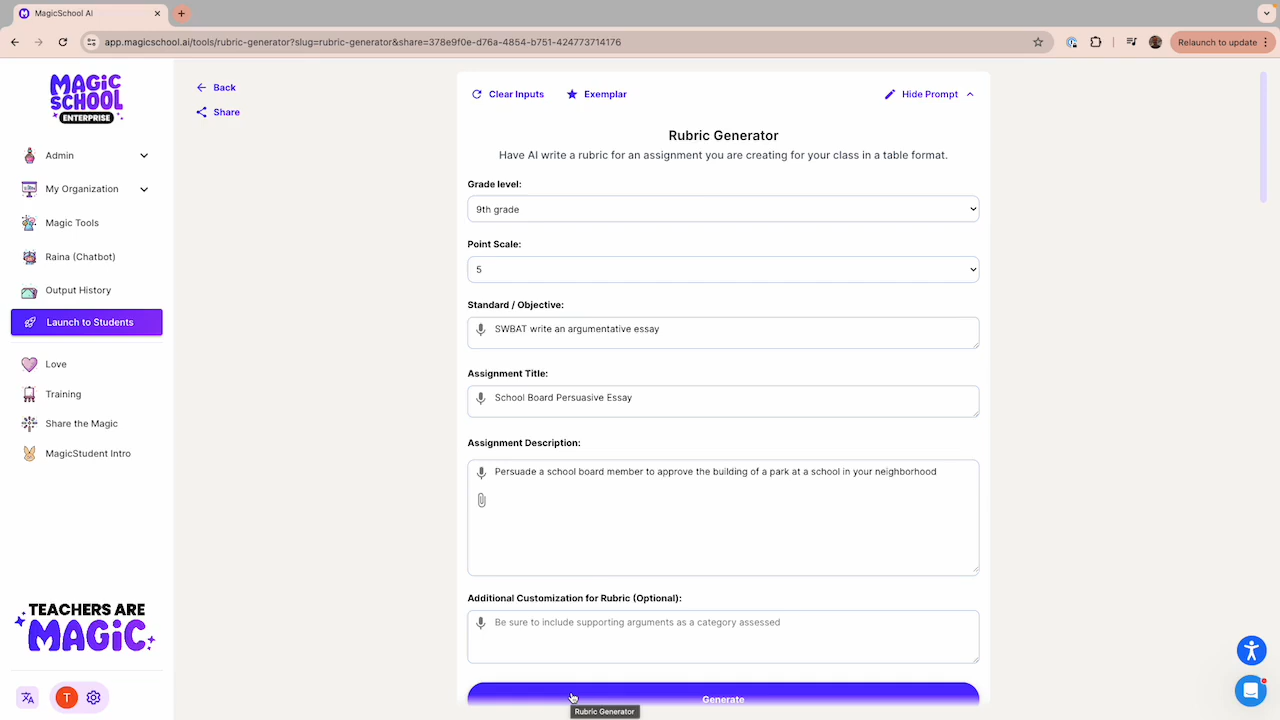 MagicSchool AI
app.magicschool.ai/tools/rubric-generator?slug=rubric-generator&share=378e9f0e-d76a-4854-b751-424773714176
Relaunch to update
MAGIC
SCHOOL
ENTERPRISE
Admin
My Organization
Magic Tools
Raina (Chatbot)
Output History
Launch to Students
Love
Training
Share the Magic
MagicStudent Intro
TEACHERS ARE
MAGIC
T
Back
Share
Clear Inputs
Exemplar
Hide Prompt
Rubric Generator
Have AI write a rubric for an assignment you are creating for your class in a table format.
Grade level:
9th grade
Point Scale:
5
Standard / Objective:
SWBAT write an argumentative essay
Assignment Title:
School Board Persuasive Essay
Assignment Description:
Persuade a school board member to approve the building of a park at a school in your neighborhood
Additional Customization for Rubric (Optional):
Be sure to include supporting arguments as a category assessed
Generate
Rubric Generator